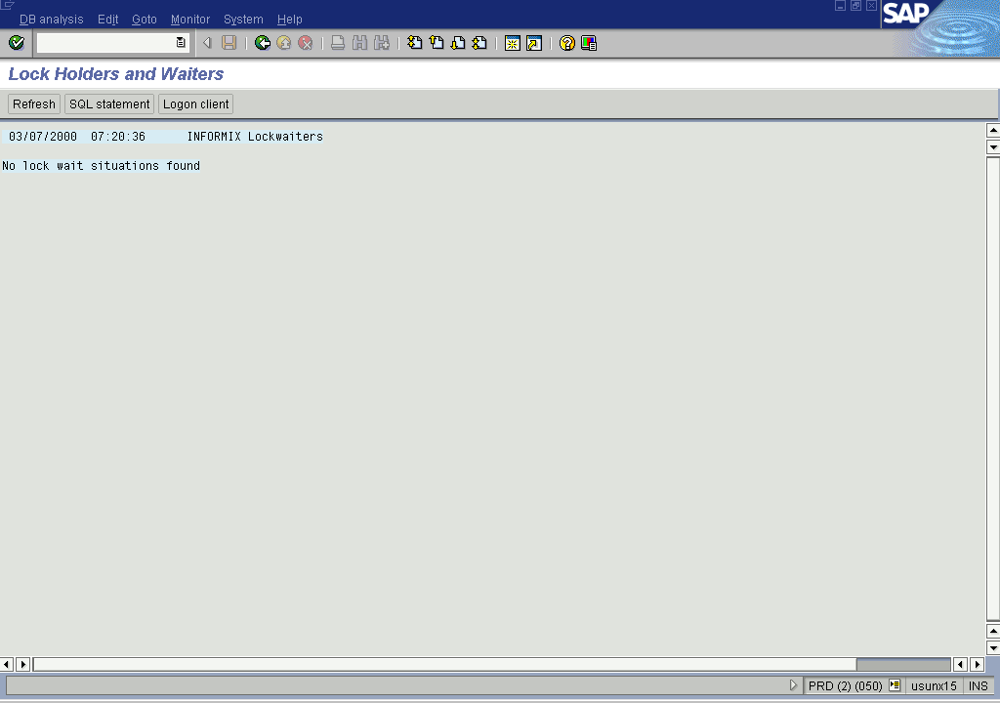 DB analysis Edit Goto Monitor System Help
SAP
Lock Holders and Waiters
Refresh SQL statement Logon client
03/07/2000 07:20:36 INFORMIX Lockwaiters
No lock wait situations found
PRD (2) (050) usunx15 INS